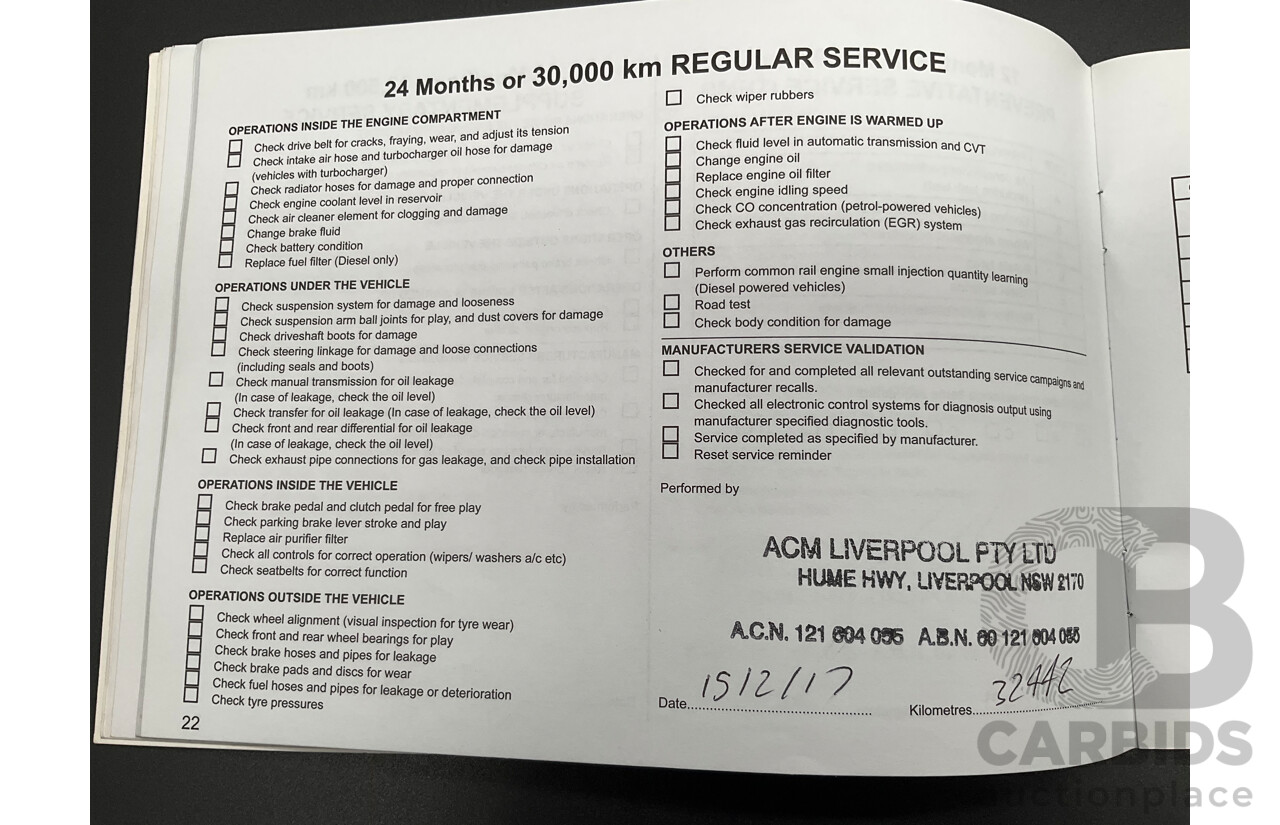 24 Months or 30,000 km REGULAR SERVICE
OPERATIONS INSIDE THE ENGINE COMPARTMENT
Check drive belt for cracks, fraying, wear, and adjust its tension
Check intake air hose and turbocharger oil hose for damage
(vehicles with turbocharger)
Check radiator hoses for damage and proper connection
Check engine coolant level in reservoir
Check air cleaner element for clogging and damage
Change brake fluid
Check battery condition
Replace fuel filter (Diesel only)
OPERATIONS UNDER THE VEHICLE
Check suspension system for damage and looseness
Check suspension arm ball joints for play, and dust covers for damage
Check driveshaft boots for damage
Check steering linkage for damage and loose connections
(including seals and boots)
Check manual transmission for oil leakage
(In case of leakage, check the oil level)
Check transfer for oil leakage (In case of leakage, check the oil level)
Check front and rear differential for oil leakage
(In case of leakage, check the oil level)
Check exhaust pipe connections for gas leakage, and check pipe installation
OPERATIONS INSIDE THE VEHICLE
Check brake pedal and clutch pedal for free play
Check parking brake lever stroke and play
Replace air purifier filter
Check all controls for correct operation (wipers/ washers a/c etc)
Check seatbelts for correct function
OPERATIONS OUTSIDE THE VEHICLE
Check wheel alignment (visual inspection for tyre wear)
Check front and rear wheel bearings for play
Check brake hoses and pipes for leakage
Check brake pads and discs for wear
Check fuel hoses and pipes for leakage or deterioration
Check tyre pressures
22
Check wiper rubbers
OPERATIONS AFTER ENGINE IS WARMED UP
Check fluid level in automatic transmission and CVT
Change engine oil
Replace engine oil filter
Check engine idling speed
Check CO concentration (petrol-powered vehicles)
Check exhaust gas recirculation (EGR) system
OTHERS
Perform common rail engine small injection quantity learning
(Diesel powered vehicles)
Road test
Check body condition for damage
MANUFACTURERS SERVICE VALIDATION
Checked for and completed all relevant outstanding service campaigns and
manufacturer recalls.
Checked all electronic control systems for diagnosis output using
manufacturer specified diagnostic tools.
Service completed as specified by manufacturer.
Reset service reminder
Performed by
ACM LIVERPOOL PTY LTD
HUME HWY, LIVERPOOL NSW 2170
A.C.N. 121 604 055 A.B.N. 60 121 604 055
Date 15/2/17
Kilometres 32442
CARBIDS
auctionplace